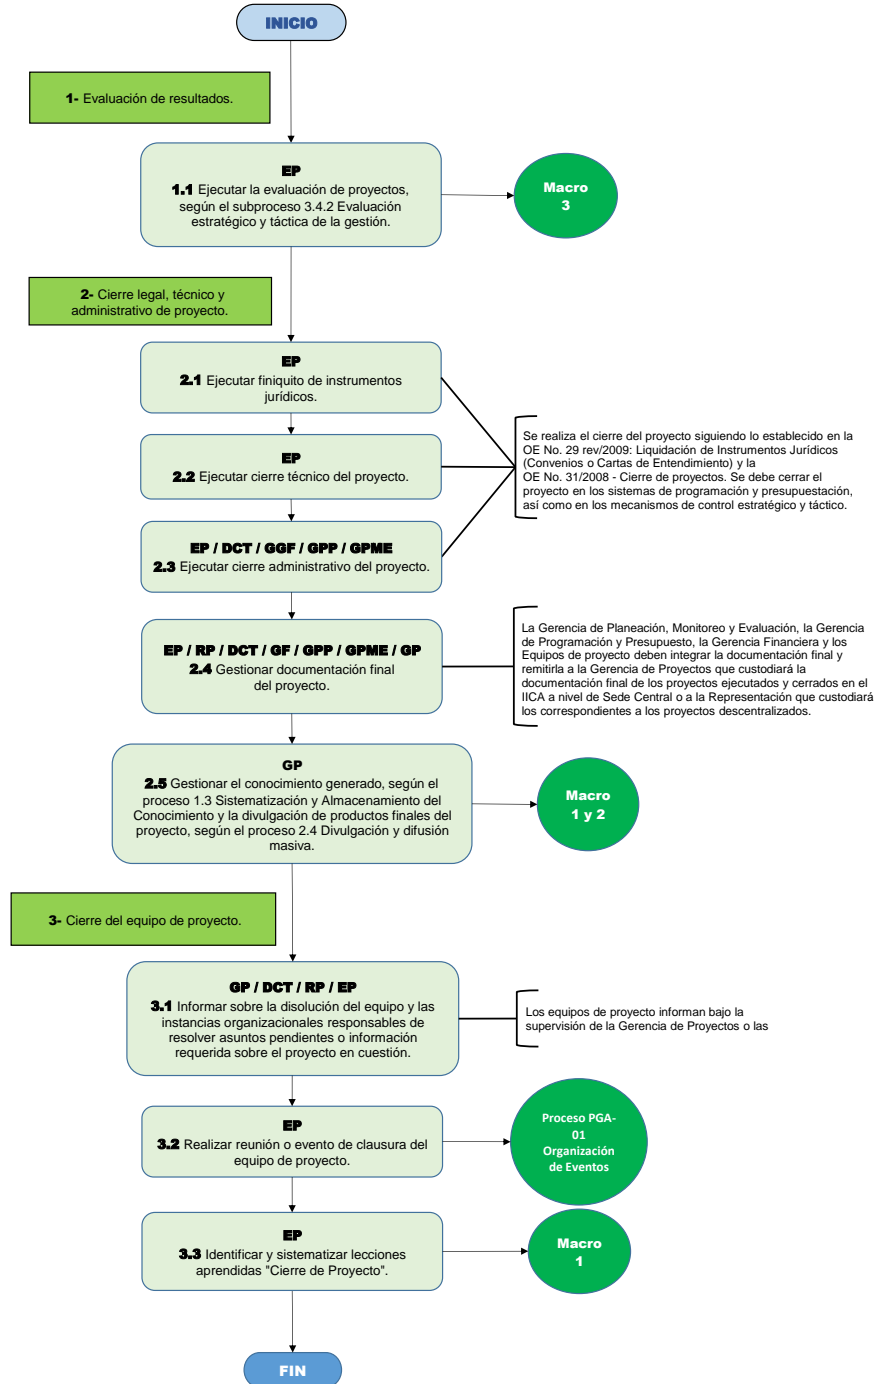 INICIO
1- Evaluación de resultados.
EP
1.1 Ejecutar la evaluación de proyectos,
según el subproceso 3.4.2 Evaluación
estratégico y táctica de la gestión.
Macro
3
2- Cierre legal, técnico y
administrativo de proyecto.
EP
2.1 Ejecutar finiquito de instrumentos
jurídicos.
EP
2.2 Ejecutar cierre técnico del proyecto.
EP / DCT / GGF / GPP / GPME
2.3 Ejecutar cierre administrativo del proyecto.
Se realiza el cierre del proyecto siguiendo lo establecido en la
OE No. 29 rev/2009: Liquidación de Instrumentos Jurídicos
(Convenios o Cartas de Entendimiento) y la
OE No. 31/2008 - Cierre de proyectos. Se debe cerrar el
proyecto en los sistemas de programación y presupuestación,
así como en los mecanismos de control estratégico y táctico.
EP / RP / DCT / GF / GPP / GPME / GP
2.4 Gestionar documentación final
del proyecto.
La Gerencia de Planeación, Monitoreo y Evaluación, la Gerencia
de Programación y Presupuesto, la Gerencia Financiera y los
Equipos de proyecto deben integrar la documentación final y
remitirla a la Gerencia de Proyectos que custodiará la
documentación final de los proyectos ejecutados y cerrados en el
IICA a nivel de Sede Central o a la Representación que custodiará
los correspondientes a los proyectos descentralizados.
GP
2.5 Gestionar el conocimiento generado, según el
proceso 1.3 Sistematización y Almacenamiento del
Conocimiento y la divulgación de productos finales del
proyecto, según el proceso 2.4 Divulgación y difusión
masiva.
Macro
1 y 2
3- Cierre del equipo de proyecto.
GP / DCT / RP / EP
3.1 Informar sobre la disolución del equipo y las
instancias organizacionales responsables de
resolver asuntos pendientes o información
requerida sobre el proyecto en cuestión.
Los equipos de proyecto informan bajo la
supervisión de la Gerencia de Proyectos o las
EP
3.2 Realizar reunión o evento de clausura del
equipo de proyecto.
Proceso PGA-
01
Organización
de Eventos
EP
3.3 Identificar y sistematizar lecciones
aprendidas "Cierre de Proyecto".
Macro
1
FIN